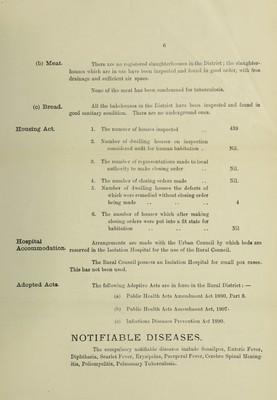 6
(b) Meat. There are no registered slaughterhouses in the District; the slaughter-
houses which are in use have been inspected and found in good order, with free
drainage and sufficient air space.
None of the meat has been condemned for tuberculosis.
(c) Bread. All the bakehouses in the District have been inspected and found in
good sanitary condition. There are no underground ones.
Housing Act. 1. The number of houses inspected .. 439
2. Number of dwelling houses on inspection
considered unfit for human habitation .. Nil.
3. The number of representations made to local
authority to make closing order .. Nil.
4. The number of closing orders made .. Nil.
5. Number of dwelling houses the defects of
which were remedied without closing order
being made .. .. .. 4
6. The number of houses which after making
closing orders were put into a fit state for
habitation .. .. .. Nil
Hospital Accommodation. Arrangements are made with the Urban Council by which beds are
reserved in the Isolation Hospital for the use of the Rural Council.
The Rural Council possess an Isolation Hospital for small pox cases.
This has not been used.
Adopted Acts. The following Adoptive Acts are in force in the Rural District: —
(a) Public Health Acts Amendment Act 1890, Part 3.
(b) Public Health Acts Amendment Act, 1907.
(c) Infectious Diseases Prevention Act 1890.
NOTIFIABLE DISEASES.
The compulsory notifiable diseases include Smallpox, Enteric Fever,
Diphtheria, Scarlet Fever, Erysipelas, Puerperal Fever, Cerebro Spinal Mening-
itis, Poliomyelitis, Pulmonary Tuberculosis.